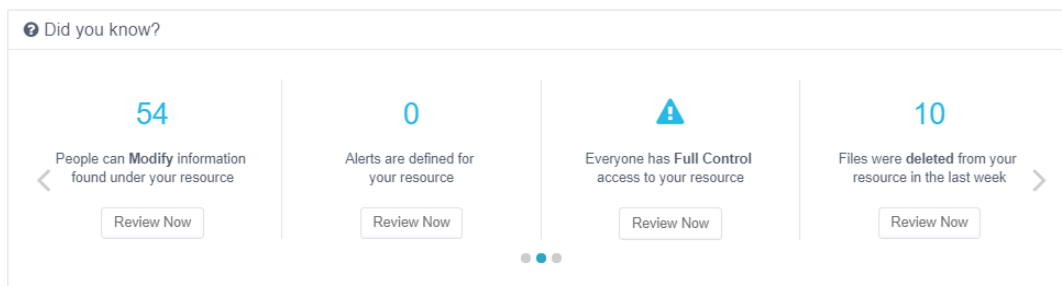 Did you know?
54
People can Modify information
found under your resource
Review Now
0
Alerts are defined for
your resource
Review Now
Everyone has Full Control
access to your resource
Review Now
10
Files were deleted from your
resource in the last week
Review Now